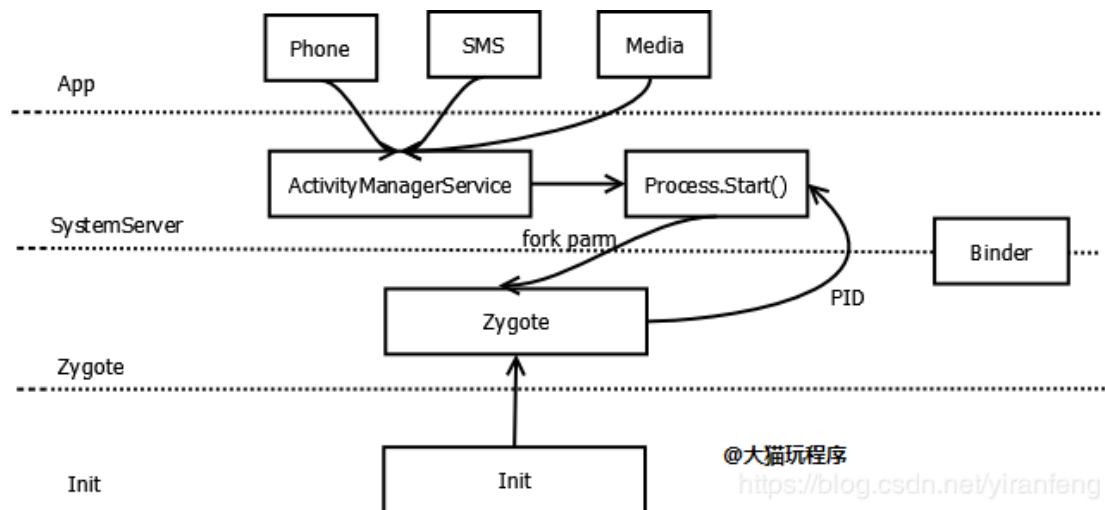 Phone
SMS
Media
App
ActivityManagerService
Process.Start()
SystemServer
fork parm
Binder
PID
Zygote
Zygote
Init
Init
@大猫玩程序
https://blog.csdn.net/yiranfeng